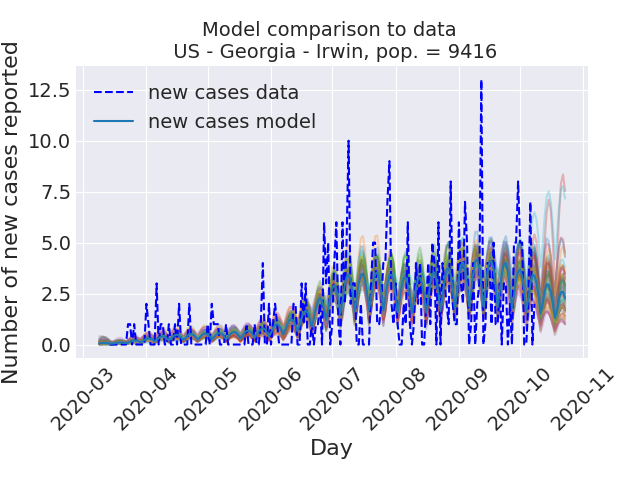 Model comparison to data
US - Georgia - Irwin, pop. = 9416
Number of new cases reported
12.5
10.0
7.5
5.0
2.5
0.0
new cases data
new cases model
2020-03
2020-04
2020-05
2020-06
2020-07
2020-08
2020-09
2020-10
2020-11
Day